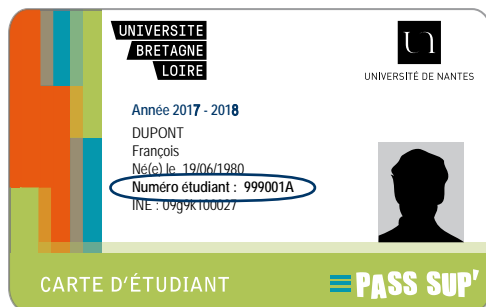 UNIVERSITE
BRETAGNE
LOIRE
UNIVERSITÉ DE NANTES
Année 2017 - 2018
DUPONT
François
Né(e) le 19/06/1980
Numéro étudiant : 999001A
INE : 09g9k100027
CARTE D'ÉTUDIANT
PASS SUP'